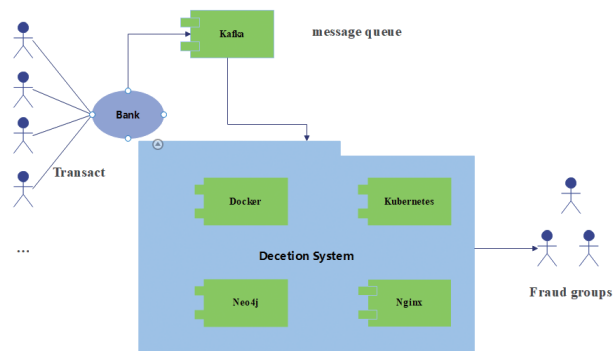 Kafka
message queue
Bank
Transact
Docker
Kubernetes
Decetion System
Neo4j
Nginx
Fraud groups
...